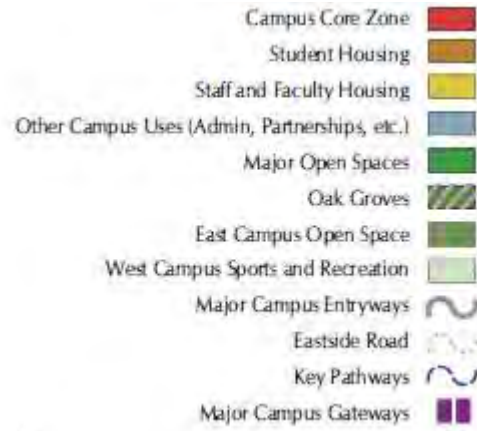 Campus Core Zone
Student Housing
Staff and Faculty Housing
Other Campus Uses (Admin, Partnerships, etc.)
Major Open Spaces
Oak Groves
East Campus Open Space
West Campus Sports and Recreation
Major Campus Entryways
Eastside Road
Key Pathways
Major Campus Gateways